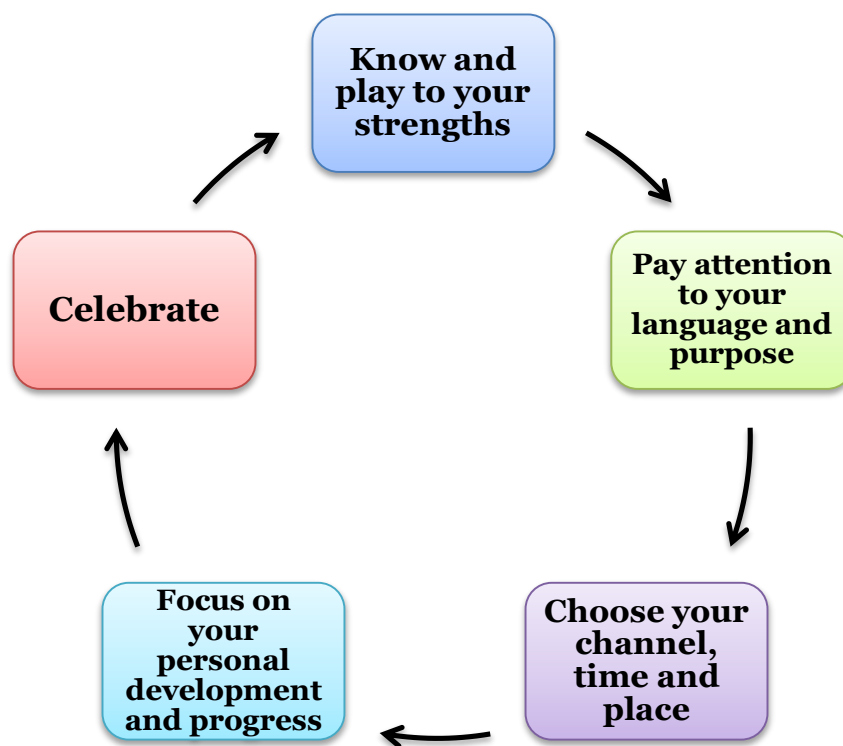 Know and
play to your
strengths
Pay attention
to your
language and
purpose
Choose your
channel,
time and
place
Focus on
your
personal
development
and progress
Celebrate